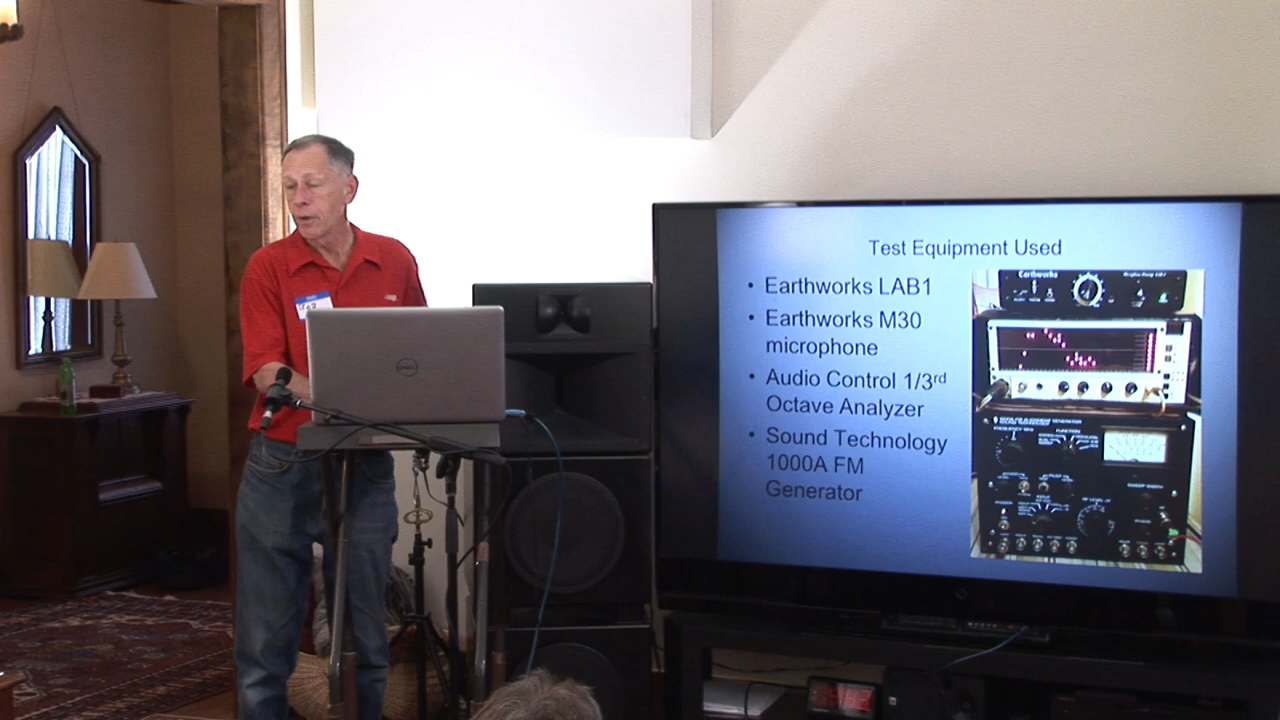 Test Equipment Used
• Earthworks LAB1
• Earthworks M30
microphone
• Audio Control 1/3rd
Octave Analyzer
• Sound Technology
1000A FM
Generator
Earthworks
DELL